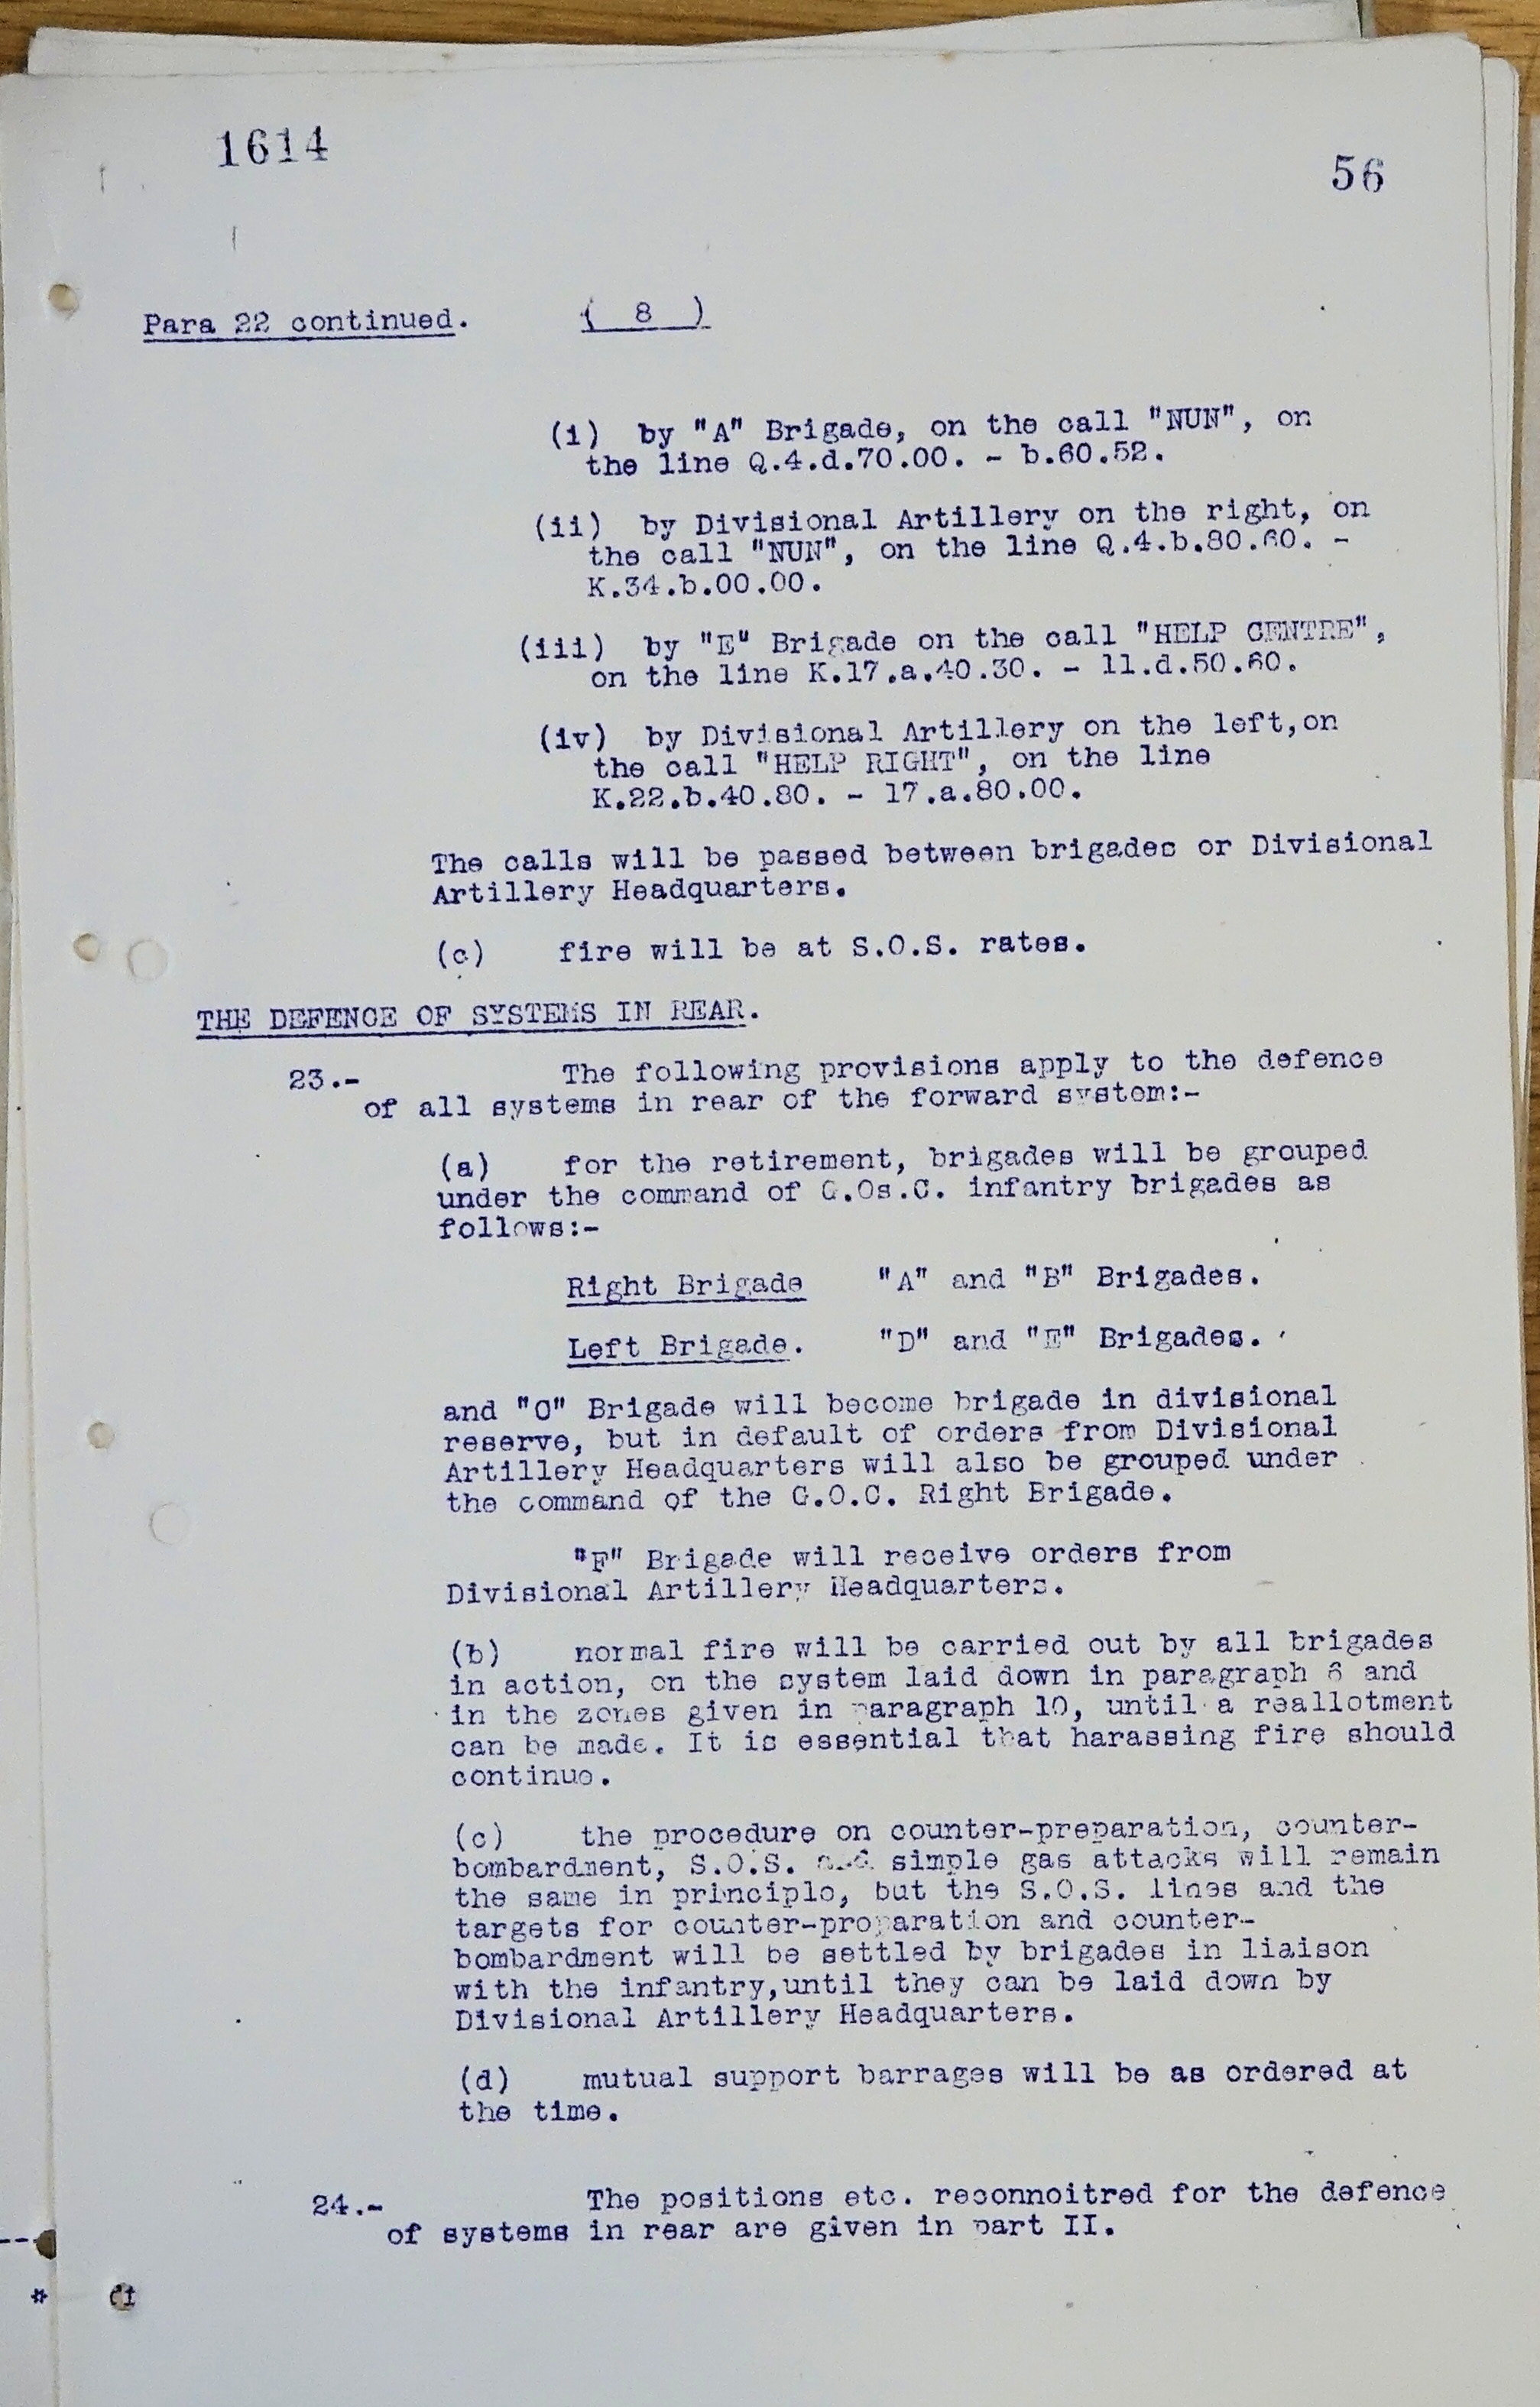 1614
56
Para 22 continued. ( 8 )
(i) by "A" Brigade, on the call "NUN", on
the line Q.4.d.70.00. - b.60.52.
(ii) by Divisional Artillery on the right, on
the call "NUN", on the line Q.4.b.80.60. -
K.34.b.00.00.
(iii) by "E" Brigade on the call "HELP CENTRE",
on the line K.17.a.40.30. - 11.d.50.60.
(iv) by Divisional Artillery on the left,on
the call "HELP RIGHT", on the line
K.22.b.40.80. - 17.a.80.00.
The calls will be passed between brigades or Divisional
Artillery Headquarters.
(c) fire will be at S.O.S. rates.
THE DEFENCE OF SYSTEMS IN REAR.
23.- The following provisions apply to the defence
of all systems in rear of the forward system:-
(a) for the retirement, brigades will be grouped
under the command of G.Os.C. infantry brigades as
follows:-
Right Brigade "A" and "B" Brigades.
Left Brigade. "D" and "E" Brigades.
and "C" Brigade will become brigade in divisional
reserve, but in default of orders from Divisional
Artillery Headquarters will also be grouped under
the command of the G.O.C. Right Brigade.
"F" Brigade will receive orders from
Divisional Artillery Headquarters.
(b) normal fire will be carried out by all brigades
in action, on the system laid down in paragraph 6 and
in the zones given in paragraph 10, until a reallotment
can be made. It is essential that harassing fire should
continue.
(c) the procedure on counter-preparation, counter-
bombardment, S.O.S. and simple gas attacks will remain
the same in principle, but the S.O.S. lines and the
targets for counter-preparation and counter-
bombardment will be settled by brigades in liaison
with the infantry,until they can be laid down by
Divisional Artillery Headquarters.
(d) mutual support barrages will be as ordered at
the time.
24.- The positions etc. reconnoitred for the defence
of systems in rear are given in part II.